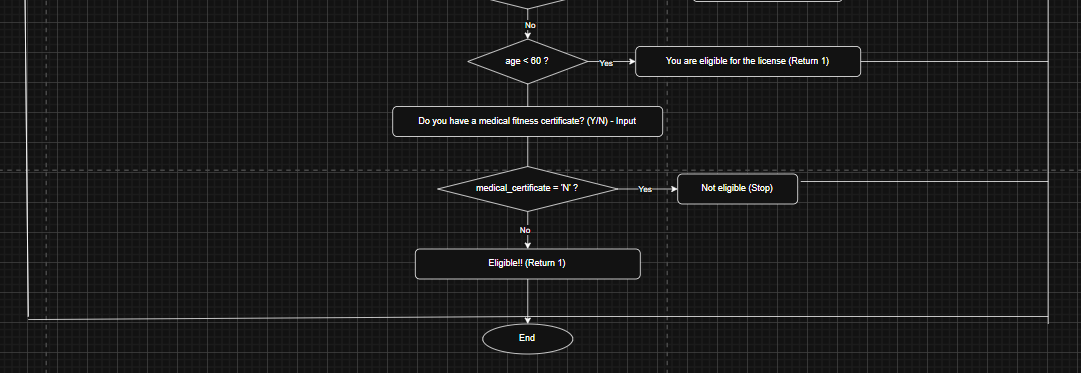 No
age < 60 ?
Yes
You are eligible for the license (Return 1)
Do you have a medical fitness certificate? (Y/N) - Input
medical_certificate = 'N' ?
Yes
Not eligible (Stop)
No
Eligible!! (Return 1)
End